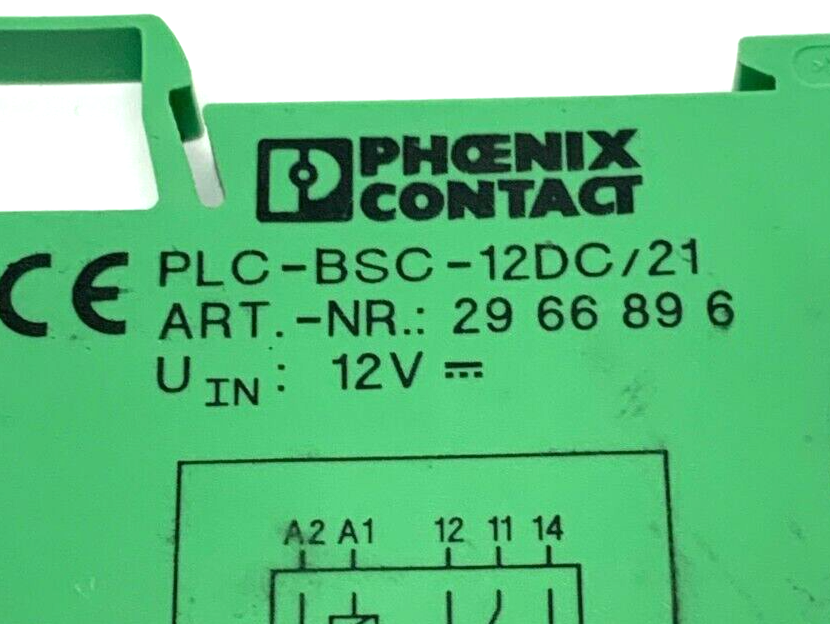 PHŒNIX
CONTACT
CE PLC-BSC-12DC/21
ART.-NR.: 29 66 89 6
U IN : 12V ⎓
A2 A1 12 11 14